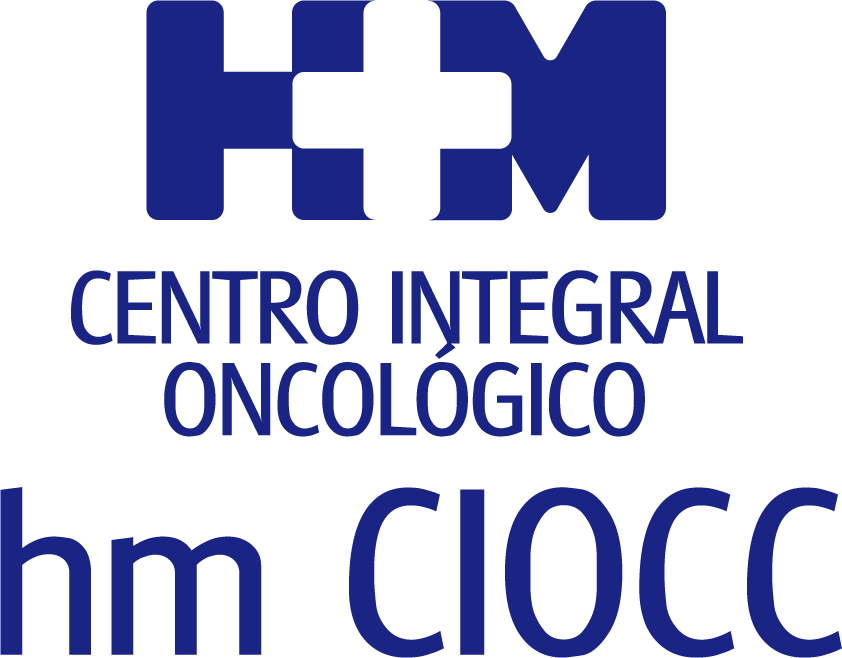 HM
CENTRO INTEGRAL
ONCOLÓGICO
hm CIOCC